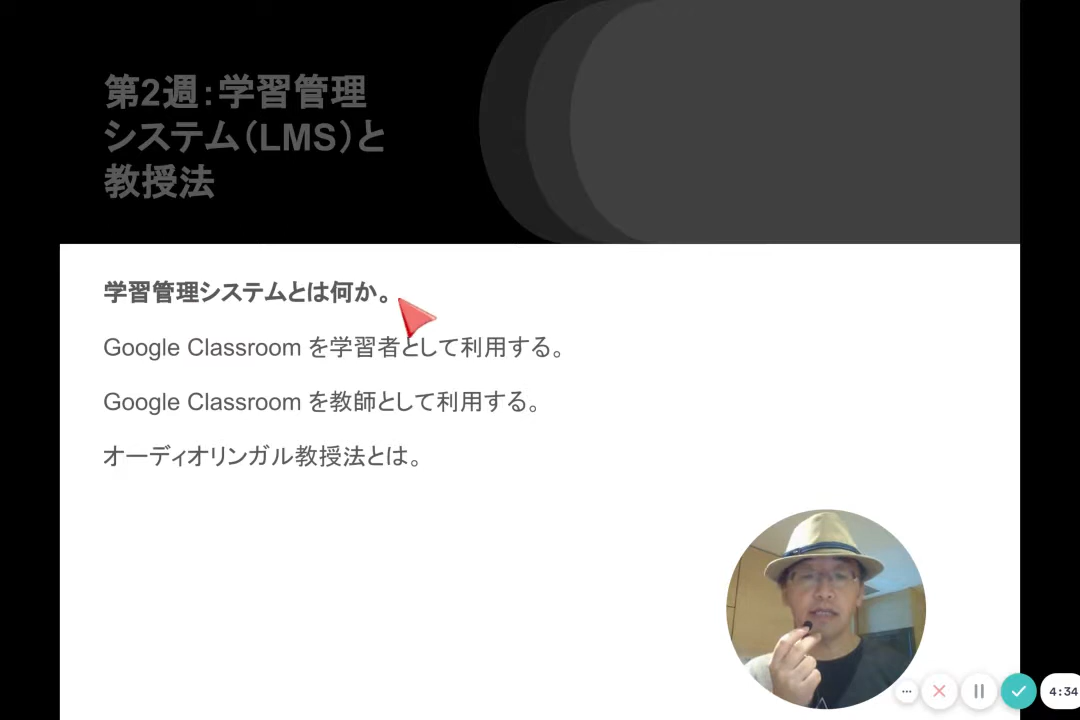 第2週：学習管理
システム（LMS）と
教授法
学習管理システムとは何か。
Google Classroom を学習者として利用する。
Google Classroom を教師として利用する。
オーディオリンガル教授法とは。
4:34